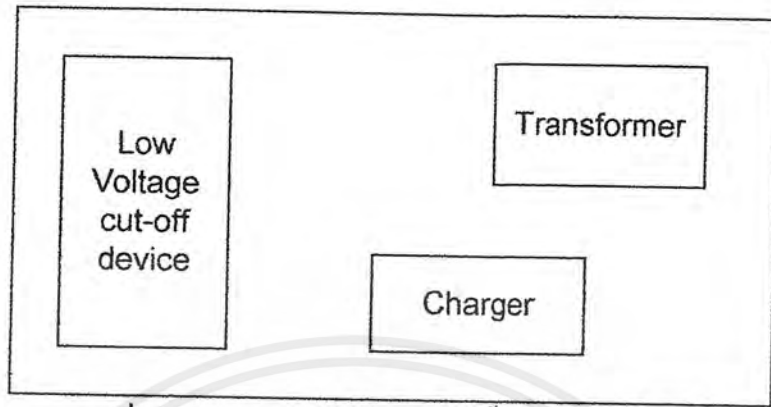 Low
Voltage
cut-off
device
Transformer
Charger